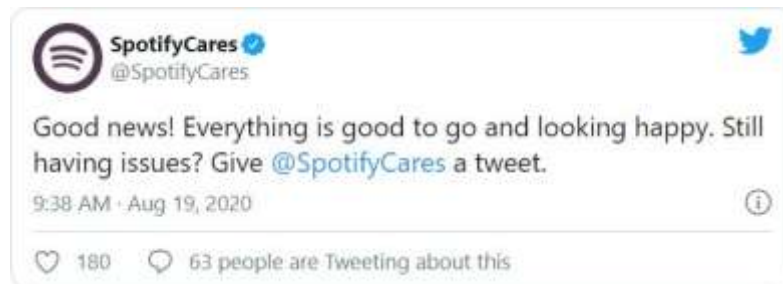 SpotifyCares
@SpotifyCares
Good news! Everything is good to go and looking happy. Still
having issues? Give @SpotifyCares a tweet.
9:38 AM · Aug 19, 2020
180 63 people are Tweeting about this